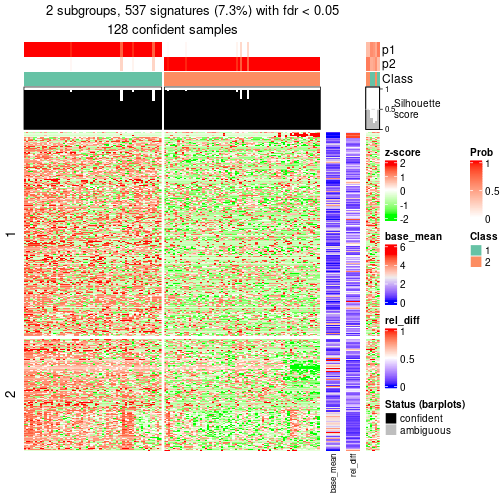 2 subgroups, 537 signatures (7.3%) with fdr < 0.05
128 confident samples
p1
p2
Class
1
0.5
0
Silhouette
score
1
2
z-score
2
1
0
-1
-2
Prob
1
0.5
0
base_mean
6
4
2
0
Class
1
2
rel_diff
1
0.5
0
Status (barplots)
confident
ambiguous
base_mean
rel_diff